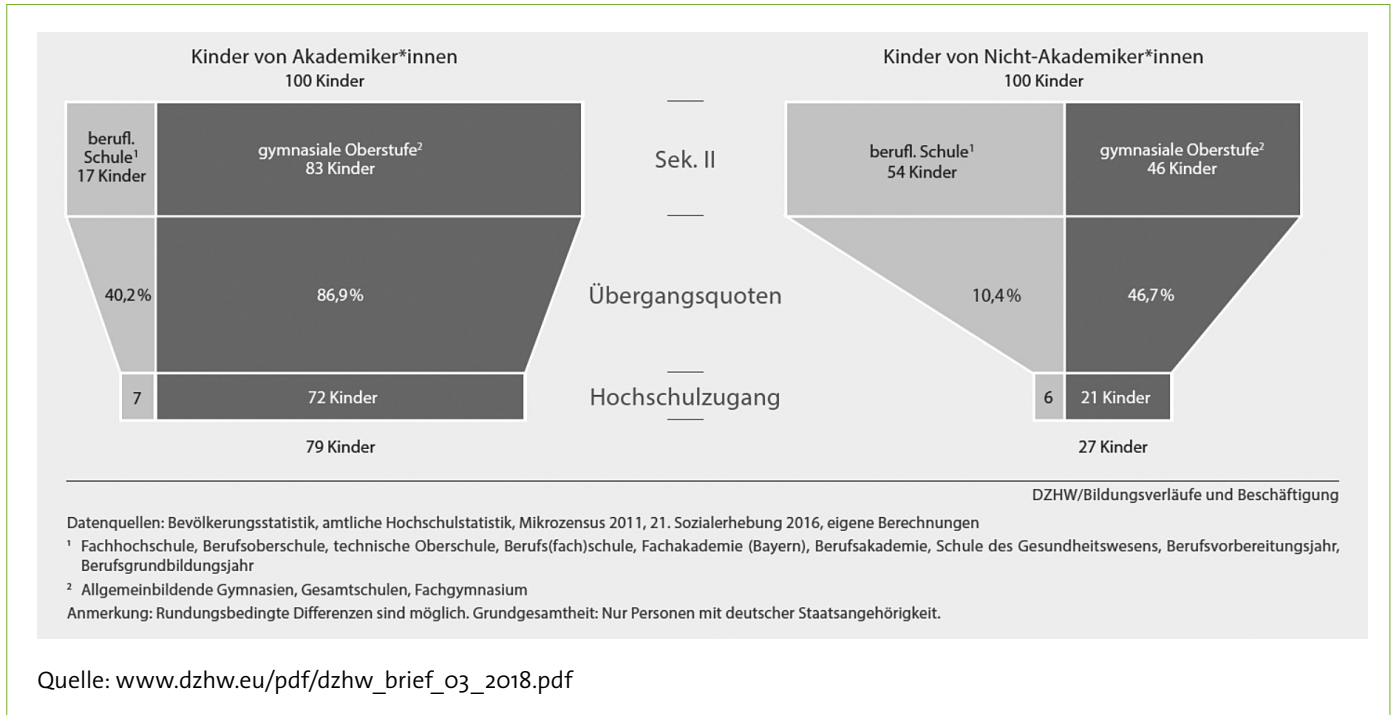 Kinder von Akademiker*innen
100 Kinder
berufl.
Schule¹
17 Kinder
gymnasiale Oberstufe²
83 Kinder
40,2 %
86,9 %
7
72 Kinder
79 Kinder
Sek. II
Übergangsquoten
Hochschulzugang
Kinder von Nicht-Akademiker*innen
100 Kinder
berufl. Schule¹
54 Kinder
gymnasiale Oberstufe²
46 Kinder
10,4 %
46,7 %
6
21 Kinder
27 Kinder
DZHW/Bildungsverläufe und Beschäftigung
Datenquellen: Bevölkerungsstatistik, amtliche Hochschulstatistik, Mikrozensus 2011, 21. Sozialerhebung 2016, eigene Berechnungen
¹ Fachhochschule, Berufsoberschule, technische Oberschule, Berufs(fach)schule, Fachakademie (Bayern), Berufsakademie, Schule des Gesundheitswesens, Berufsvorbereitungsjahr,
Berufsgrundbildungsjahr
² Allgemeinbildende Gymnasien, Gesamtschulen, Fachgymnasium
Anmerkung: Rundungsbedingte Differenzen sind möglich. Grundgesamtheit: Nur Personen mit deutscher Staatsangehörigkeit.
Quelle: www.dzhw.eu/pdf/dzhw_brief_03_2018.pdf